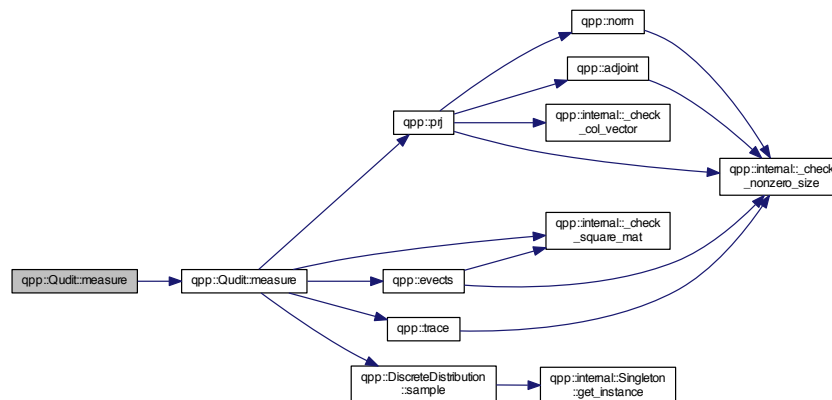 qpp::norm
qpp::adjoint
qpp::prj
qpp::internal::_check
_col_vector
qpp::internal::_check
_nonzero_size
qpp::internal::_check
_square_mat
qpp::Qudit::measure
qpp::Qudit::measure
qpp::evects
qpp::trace
qpp::DiscreteDistribution
::sample
qpp::internal::Singleton
::get_instance